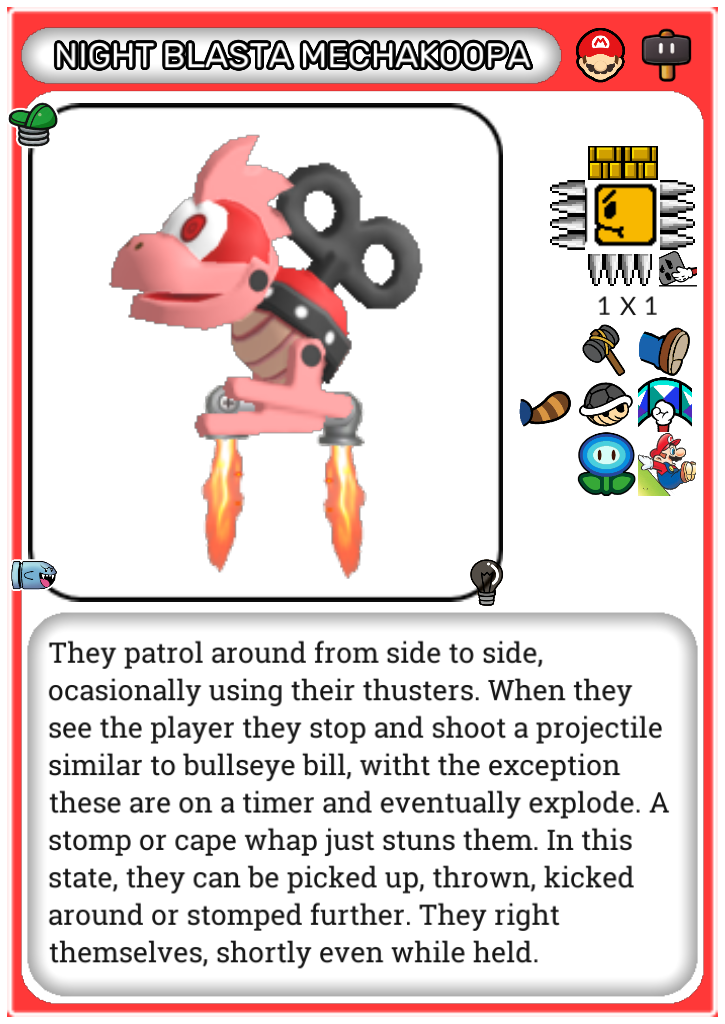 NIGHT BLASTA MECHAKOOPA
1 X 1
They patrol around from side to side,
ocasionally using their thusters. When they
see the player they stop and shoot a projectile
similar to bullseye bill, witht the exception
these are on a timer and eventually explode. A
stomp or cape whap just stuns them. In this
state, they can be picked up, thrown, kicked
around or stomped further. They right
themselves, shortly even while held.